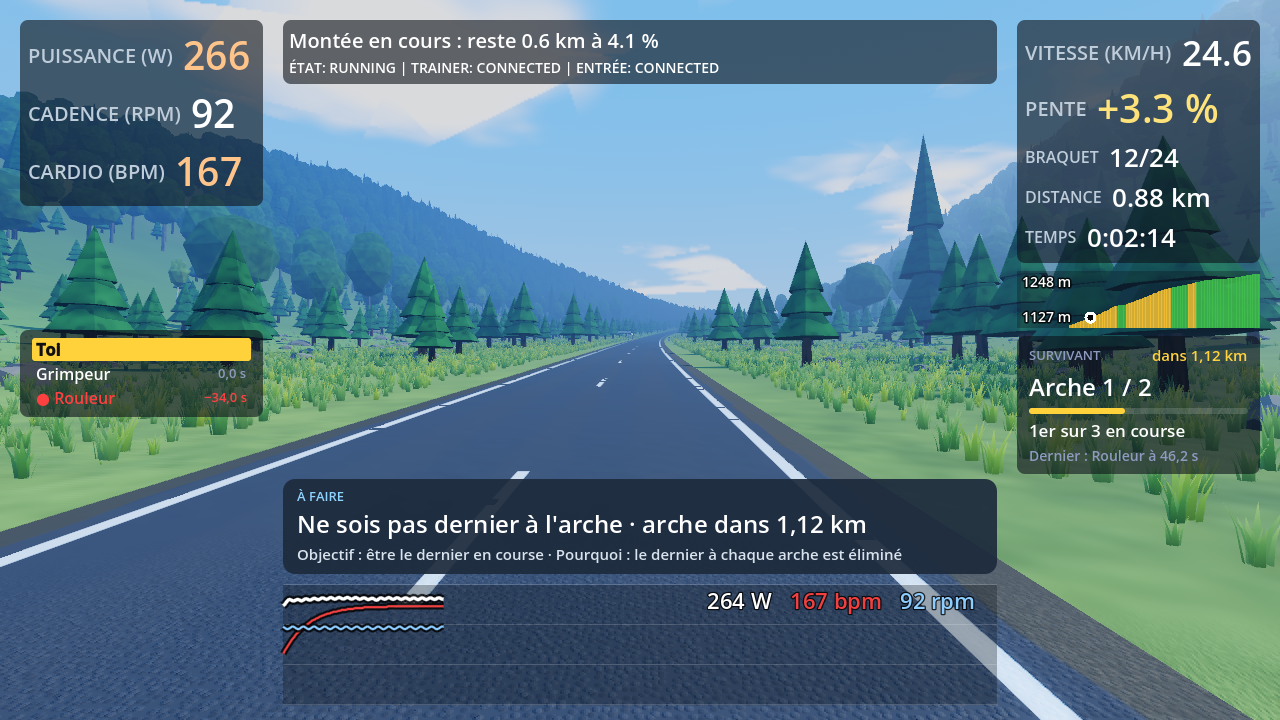 PUISSANCE (W) 266
CADENCE (RPM) 92
CARDIO (BPM) 167
Montée en cours : reste 0.6 km à 4.1 %
ÉTAT: RUNNING | TRAINER: CONNECTED | ENTRÉE: CONNECTED
VITESSE (KM/H) 24.6
PENTE +3.3 %
BRAQUET 12/24
DISTANCE 0.88 km
TEMPS 0:02:14
1248 m
1127 m
Toi
Grimpeur 0,0 s
Rouleur −34,0 s
SURVIVANT dans 1,12 km
Arche 1 / 2
1er sur 3 en course
Dernier : Rouleur à 46,2 s
À FAIRE
Ne sois pas dernier à l'arche · arche dans 1,12 km
Objectif : être le dernier en course · Pourquoi : le dernier à chaque arche est éliminé
264 W 167 bpm 92 rpm